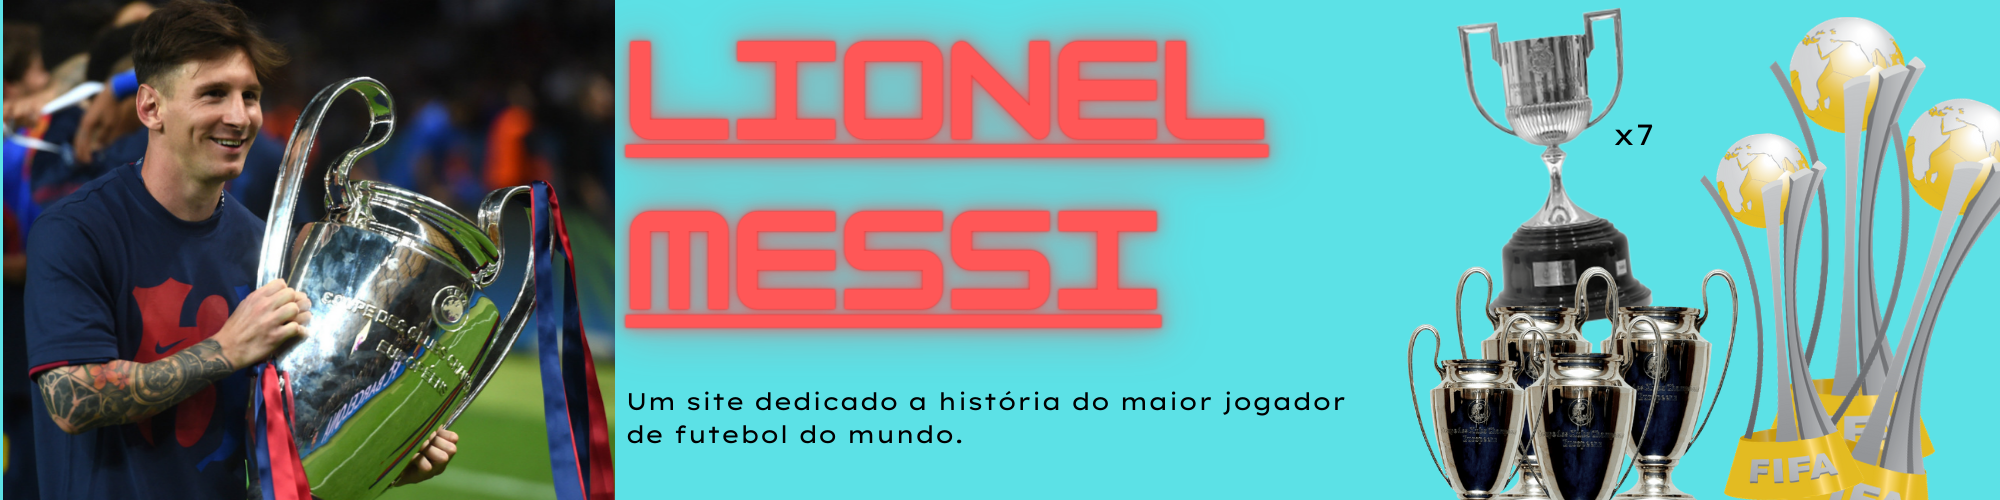 LIONEL
MESSI
Um site dedicado a história do maior jogador
de futebol do mundo.
x7
FIFA